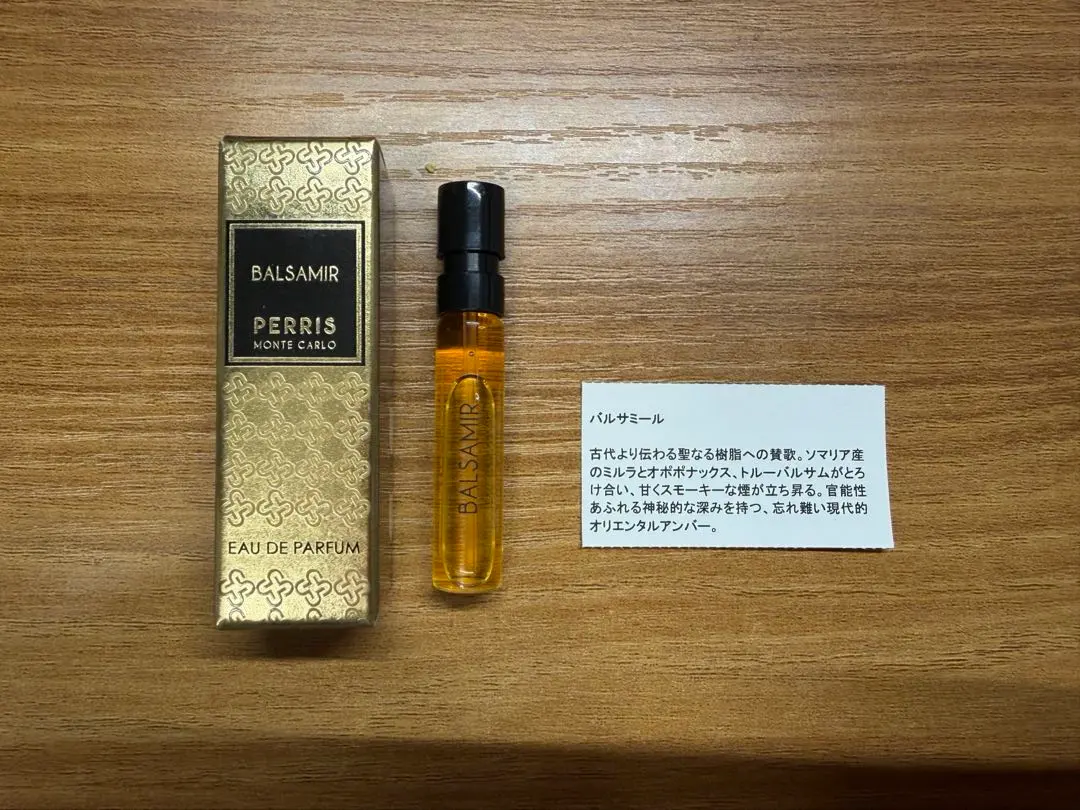 BALSAMIR
PERRIS
MONTE CARLO
EAU DE PARFUM
BALSAMIR
バルサミール
古代より伝わる聖なる樹脂への賛歌。ソマリア産
のミルラとオポポナックス、トルーバルサムがとろ
け合い、甘くスモーキーな煙が立ち昇る。官能性
あふれる神秘的な深みを持つ、忘れ難い現代的
オリエンタルアンバー。